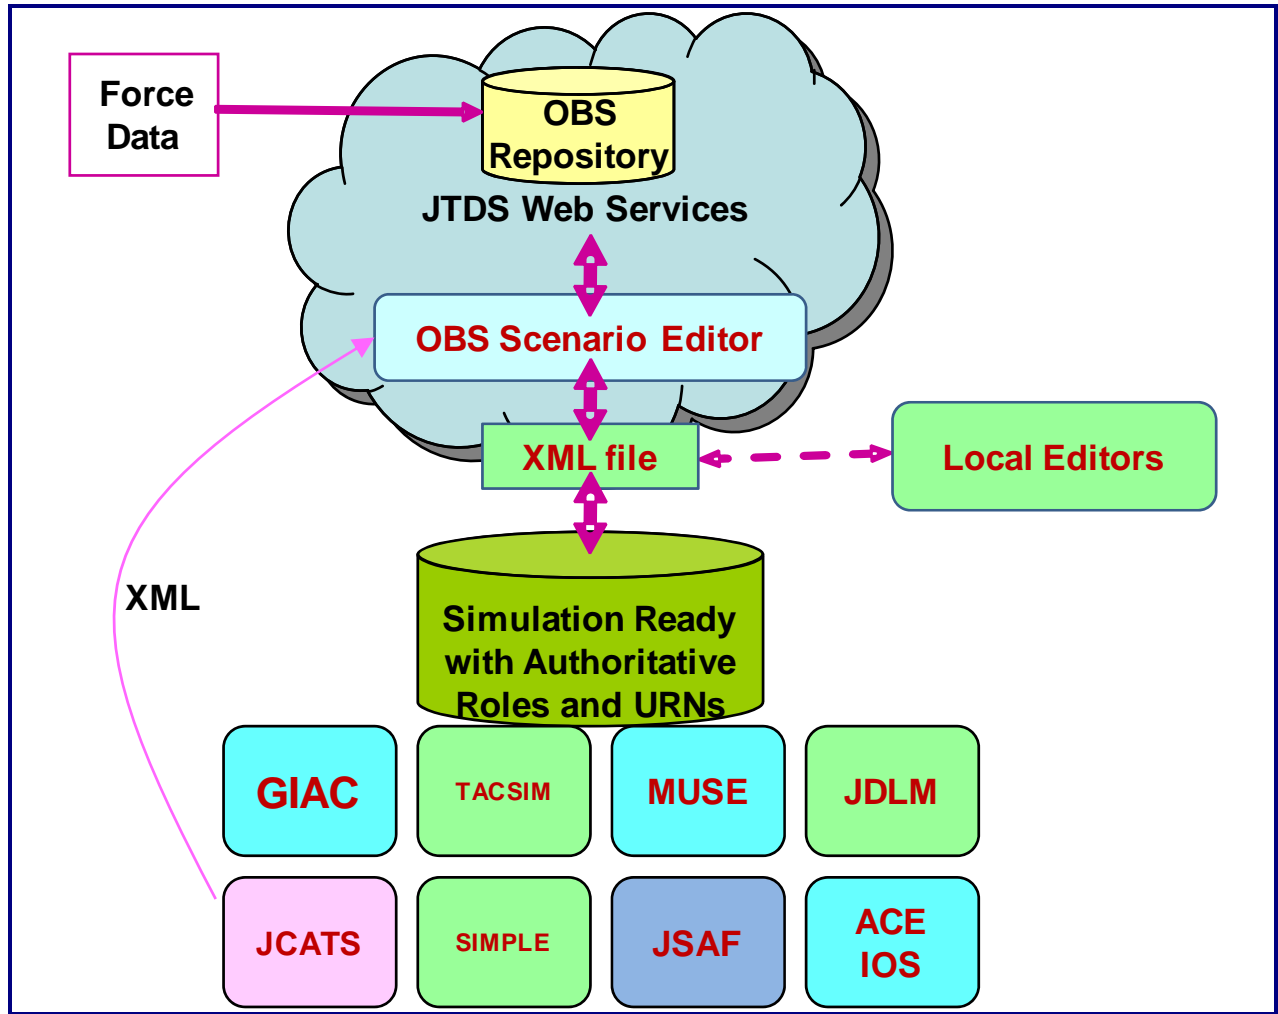 Force
Data
OBS
Repository
JTDS Web Services
OBS Scenario Editor
XML file
Local Editors
XML
Simulation Ready
with Authoritative
Roles and URNs
GIAC
TACSIM
MUSE
JDLM
JCATS
SIMPLE
JSAF
ACE
IOS